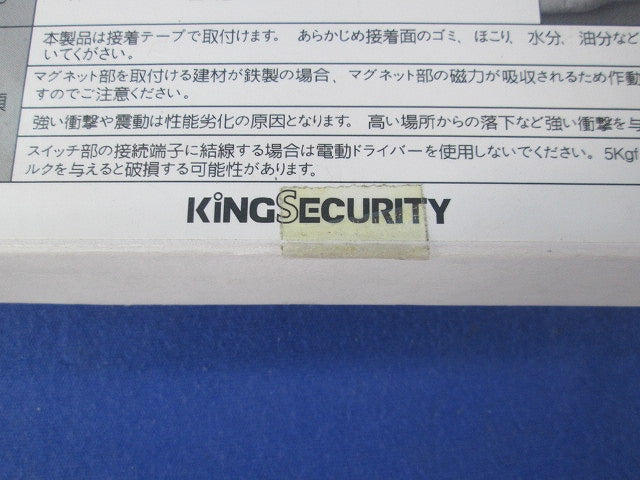 本製品は接着テープで取付けます。 あらかじめ接着面のゴミ、ほこり、水分、油分など
いてください。
マグネット部を取付ける建材が鉄製の場合、マグネット部の磁力が吸収されるため作動
すのでご注意ください。
強い衝撃や震動は性能劣化の原因となります。 高い場所からの落下など強い衝撃を与
スイッチ部の接続端子に結線する場合は電動ドライバーを使用しないでください。5Kgf
ルクを与えると破損する可能性があります。
KiNGSECURITY